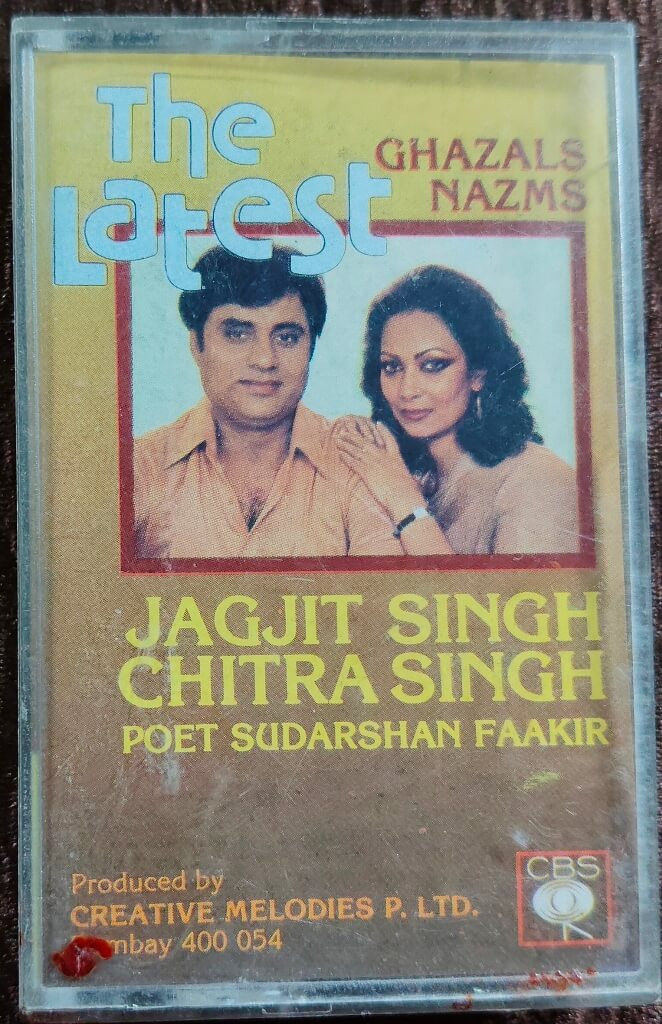 The
Latest
GHAZALS
NAZMS
JAGJIT SINGH
CHITRA SINGH
POET SUDARSHAN FAAKIR
Produced by
CREATIVE MELODIES P. LTD.
mbay 400 054
CBS